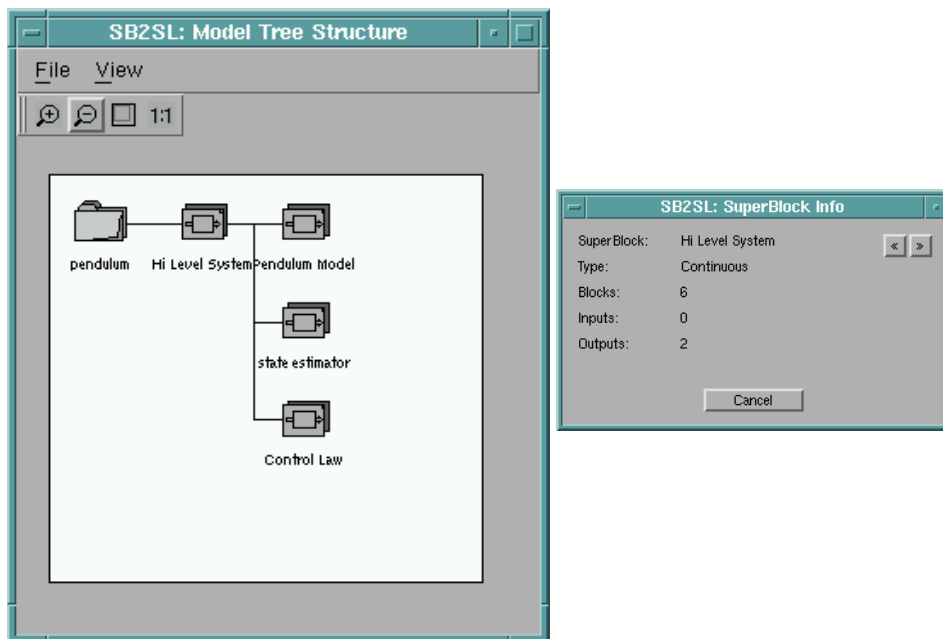 SB2SL: Model Tree Structure
File View
1:1
pendulum Hi Level System Pendulum Model
state estimator
Control Law
SB2SL: SuperBlock Info
SuperBlock: Hi Level System « »
Type: Continuous
Blocks: 6
Inputs: 0
Outputs: 2
Cancel